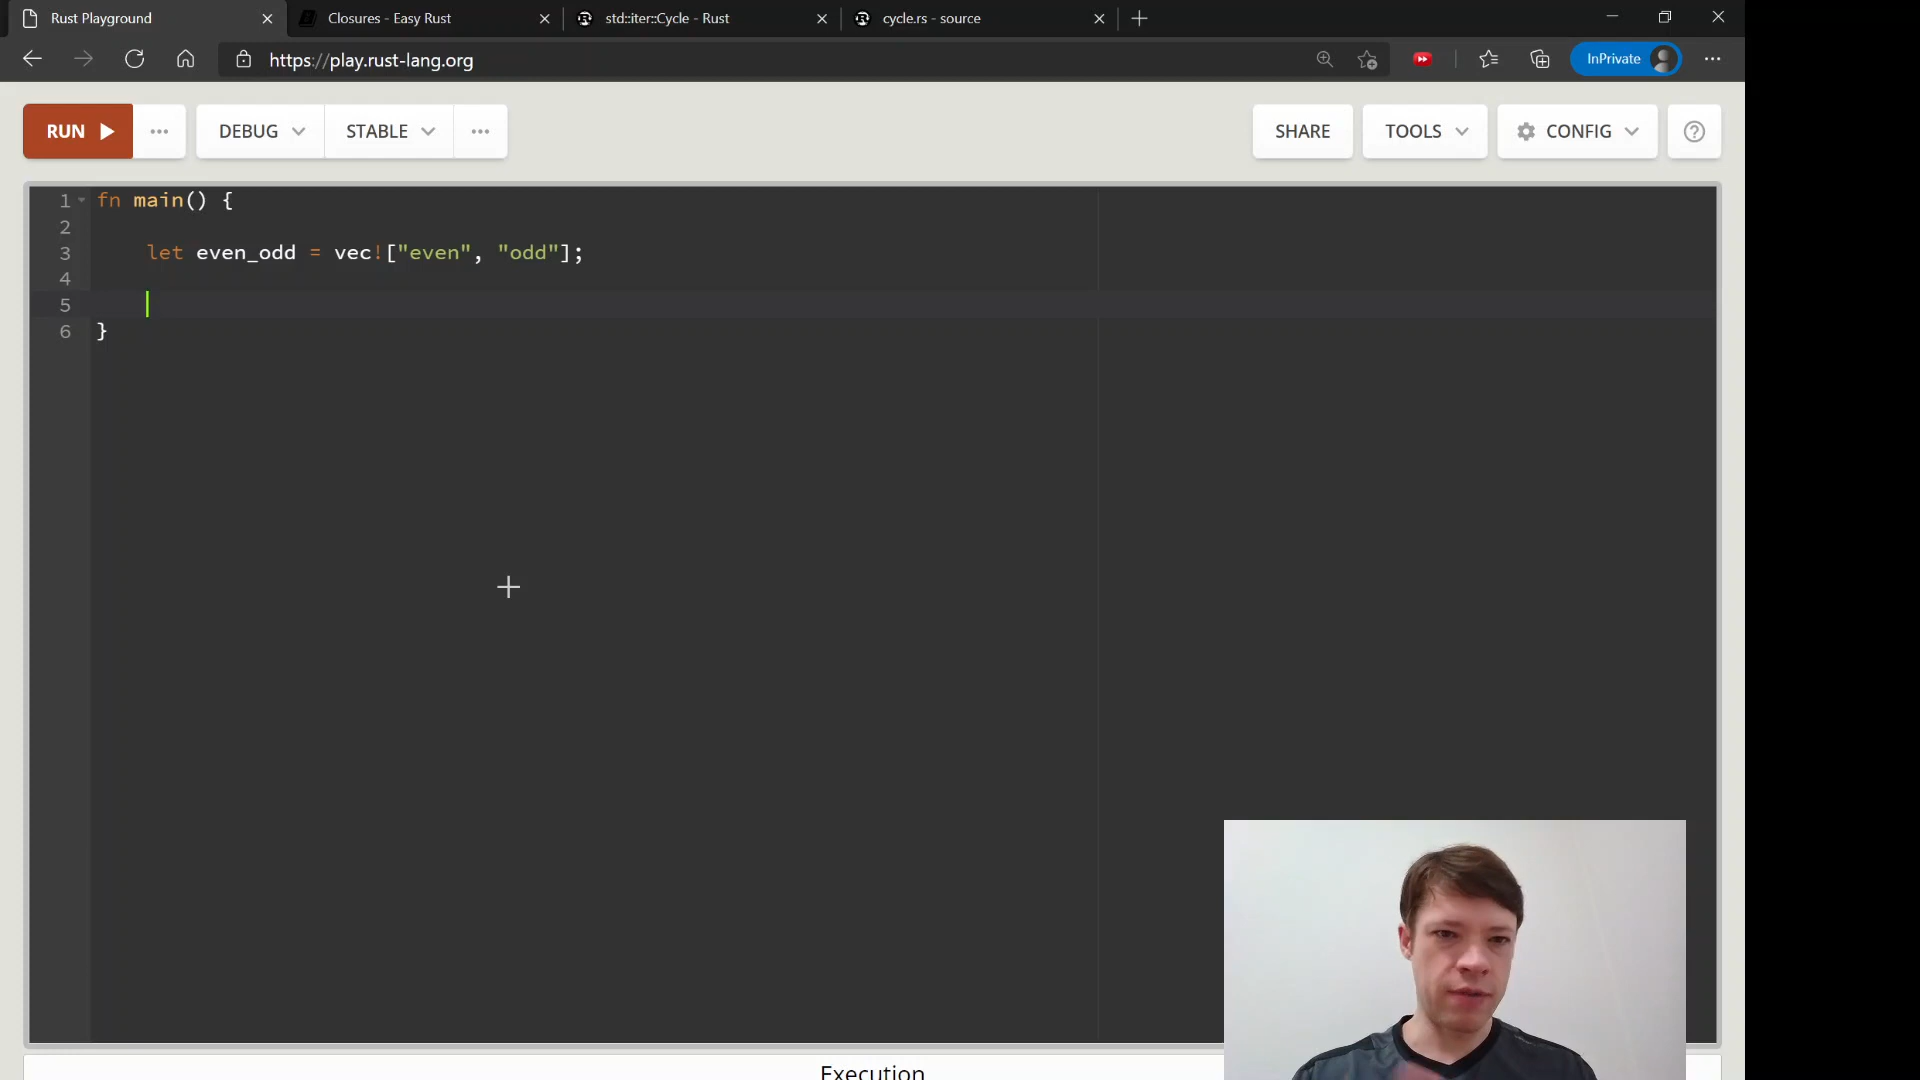 Rust Playground
Closures - Easy Rust
std::iter::Cycle - Rust
cycle.rs - source
https://play.rust-lang.org
InPrivate
RUN
DEBUG
STABLE
SHARE
TOOLS
CONFIG
1 fn main() {
2
3 let even_odd = vec!["even", "odd"];
4
5
6 }
Execution